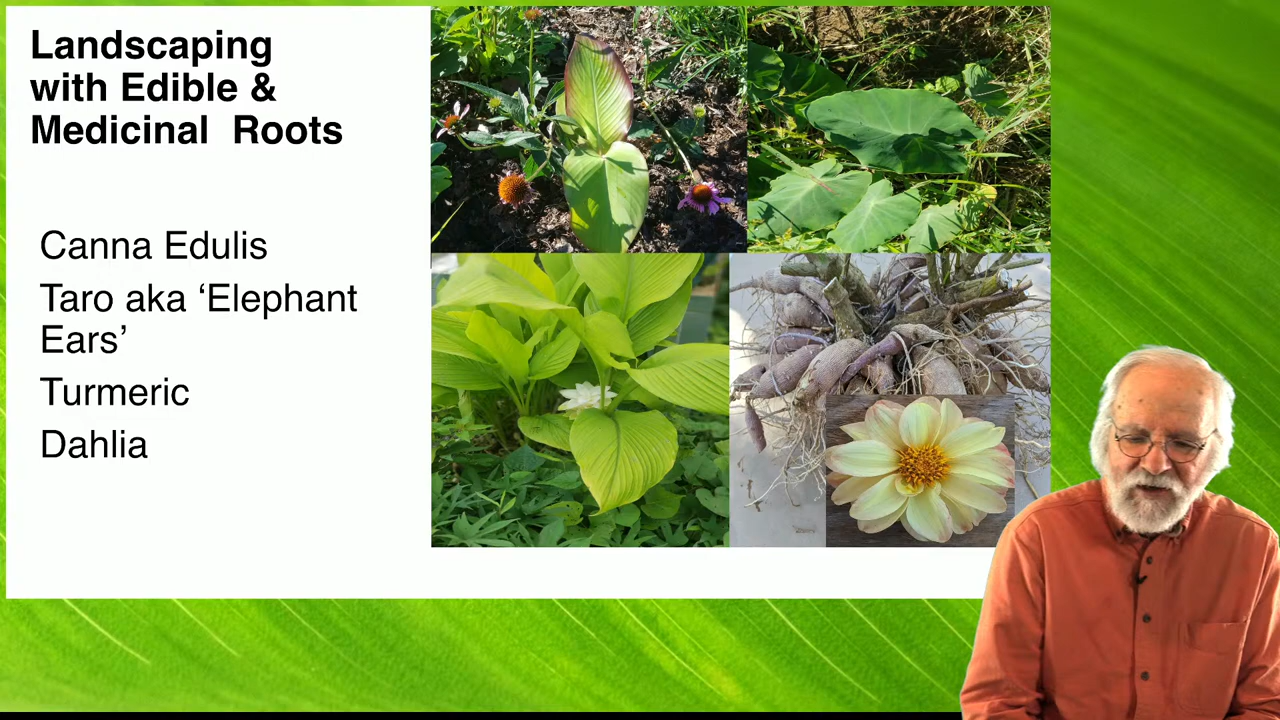 Landscaping
with Edible &
Medicinal  Roots
Canna Edulis
Taro aka ‘Elephant
Ears’
Turmeric
Dahlia